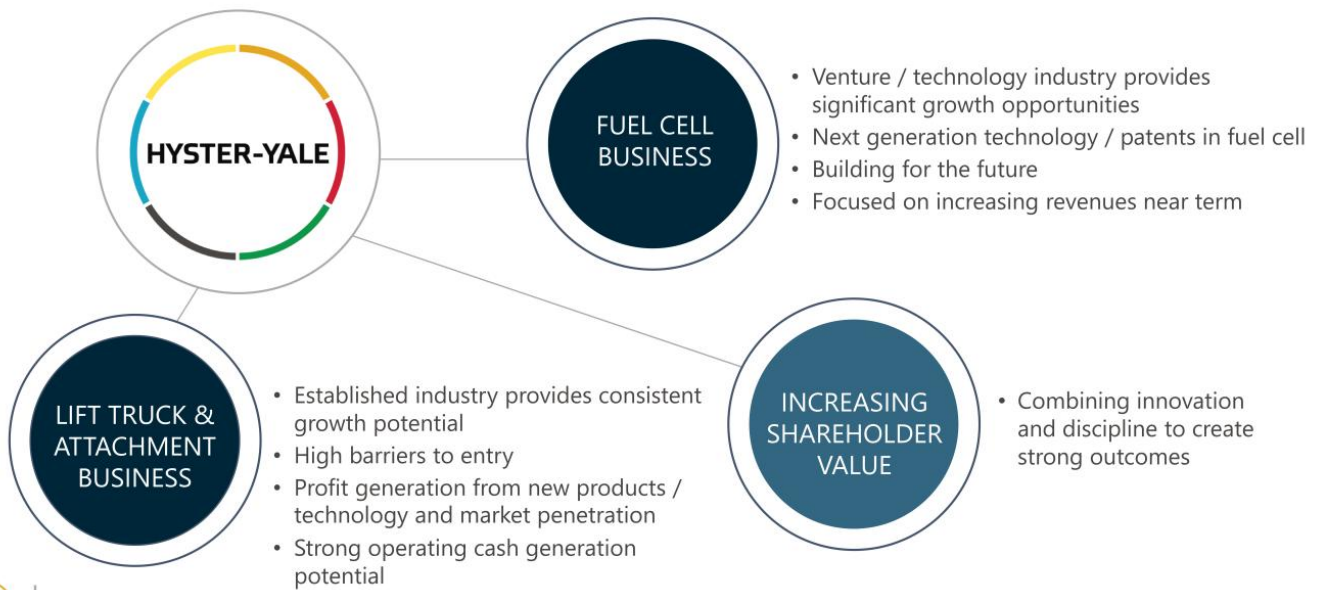 HYSTER-YALE
FUEL CELL
BUSINESS
• Venture / technology industry provides
significant growth opportunities
• Next generation technology / patents in fuel cell
• Building for the future
• Focused on increasing revenues near term
LIFT TRUCK &
ATTACHMENT
BUSINESS
• Established industry provides consistent
growth potential
• High barriers to entry
• Profit generation from new products /
technology and market penetration
• Strong operating cash generation
potential
INCREASING
SHAREHOLDER
VALUE
• Combining innovation
and discipline to create
strong outcomes